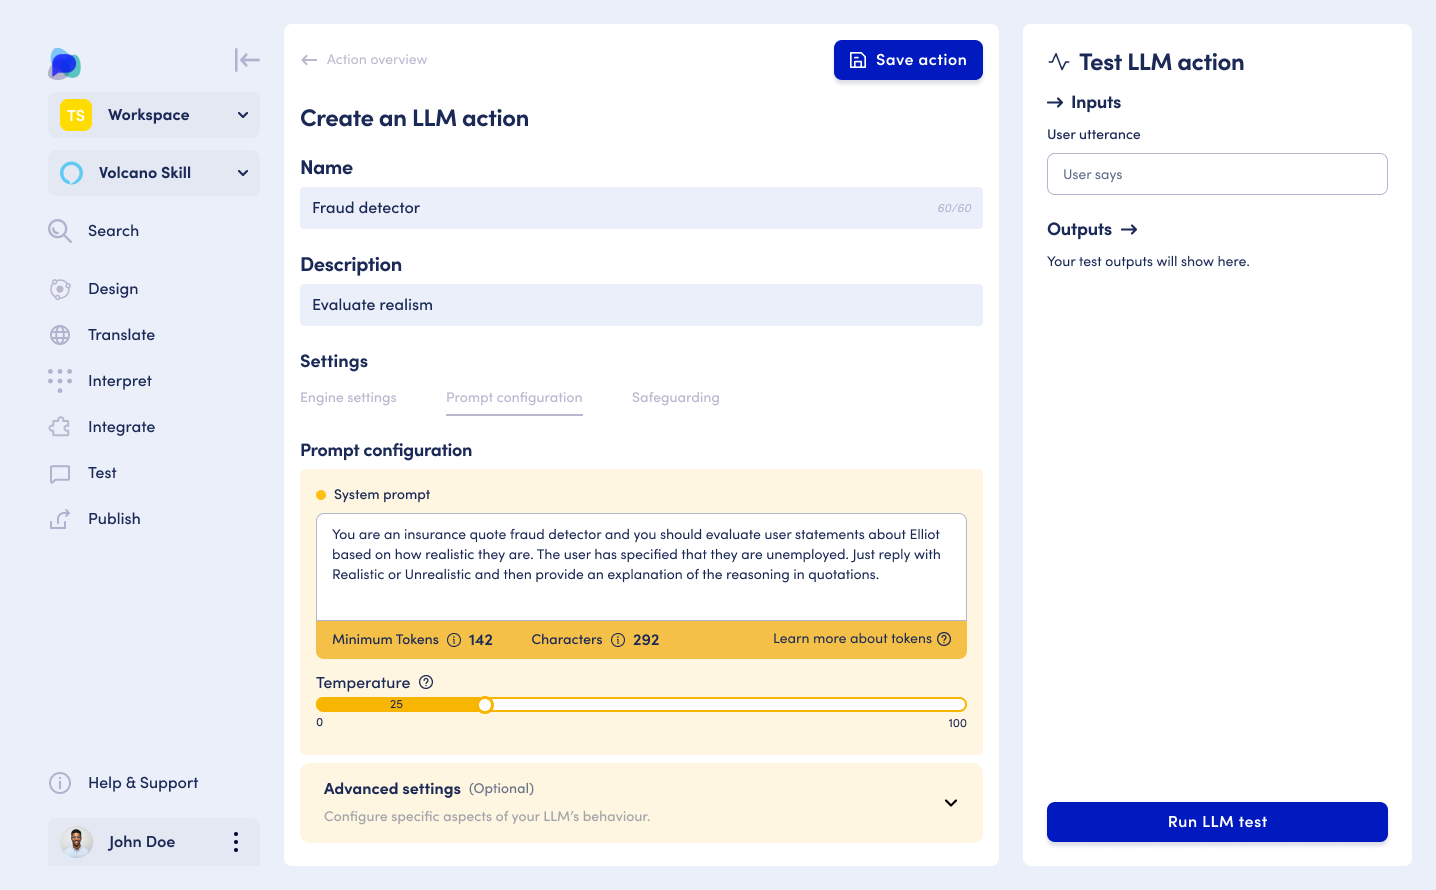 TS
Workspace
Volcano Skill
Search
Design
Translate
Interpret
Integrate
Test
Publish
Help & Support
John Doe
Action overview
Save action
Create an LLM action
Name
Fraud detector
60/60
Description
Evaluate realism
Settings
Engine settings
Prompt configuration
Safeguarding
Prompt configuration
System prompt
You are an insurance quote fraud detector and you should evaluate user statements about Elliot
based on how realistic they are. The user has specified that they are unemployed. Just reply with
Realistic or Unrealistic and then provide an explanation of the reasoning in quotations.
Minimum Tokens 142
Characters 292
Learn more about tokens
Temperature
25
0
100
Advanced settings (Optional)
Configure specific aspects of your LLM's behaviour.
Test LLM action
Inputs
User utterance
User says
Outputs
Your test outputs will show here.
Run LLM test